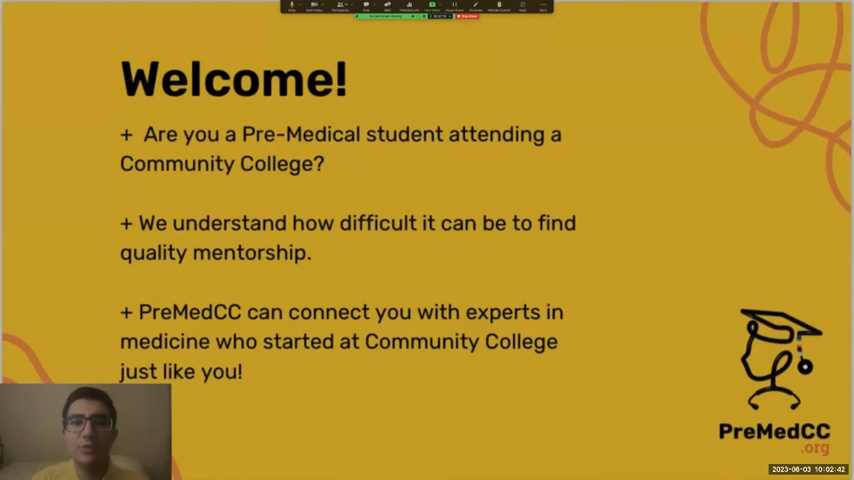 Welcome!
+ Are you a Pre-Medical student attending a
Community College?
+ We understand how difficult it can be to find
quality mentorship.
+ PreMedCC can connect you with experts in
medicine who started at Community College
just like you!
PreMedCC
.org
2023-06-03 10:02:42